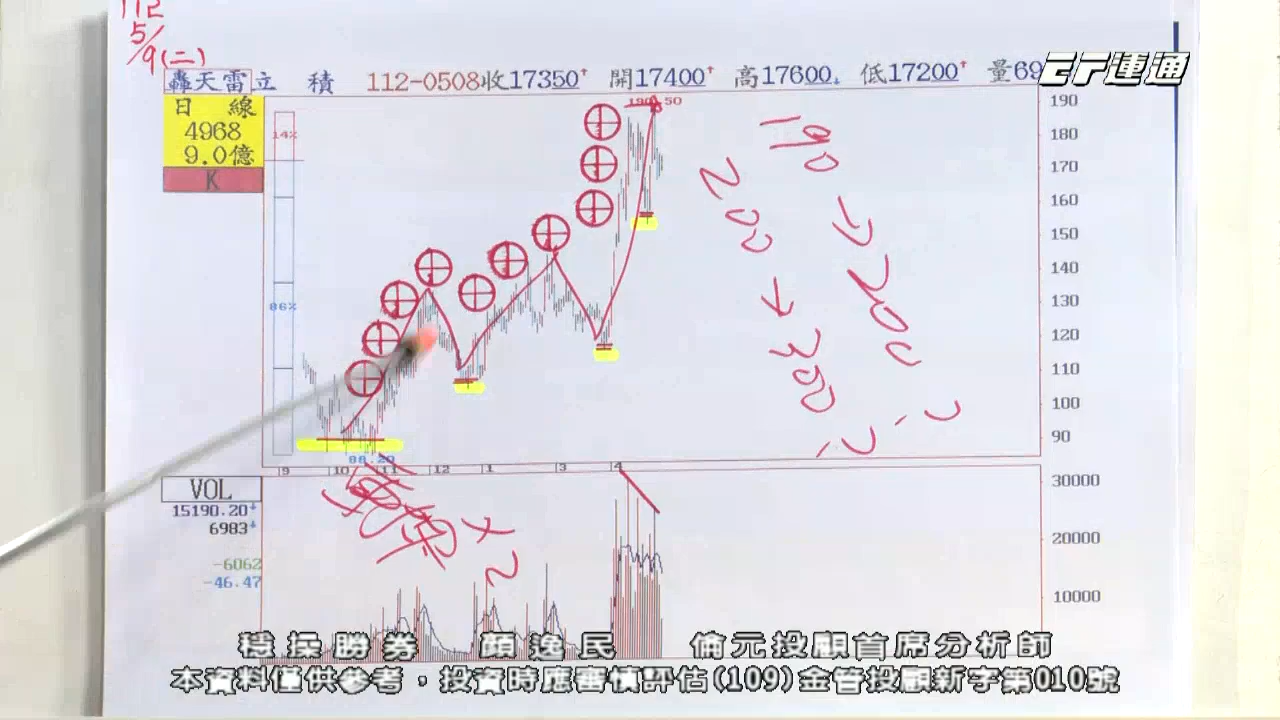 112
5/9(二)
轟天雷立 積 112-0508收17350↑ 開17400↑ 高17600↓ 低17200↑ 量69
運通
日 線
4968
9.0億
K
14%
86%
190.50
88.20
190
180
170
160
150
140
130
120
110
100
90
190→200?
200→300?
9 10 11 12 1 3 4
×2
VOL
15190.20↓
6983↓
-6062
-46.47
30000
20000
10000
穩操勝券 顏逸民 倫元投顧首席分析師
本資料僅供參考，投資時應審慎評估(109)金管投顧新字第010號